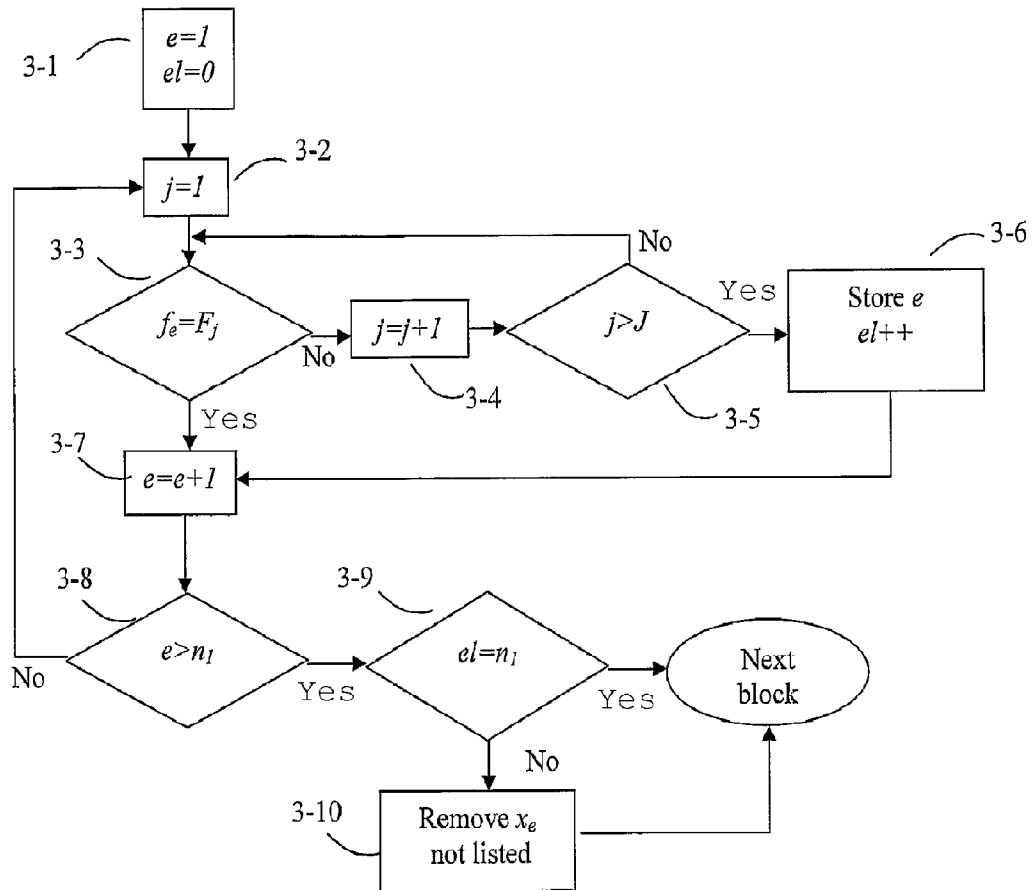 3-1
e=1
el=0
3-2
j=1
3-3
No
3-6
f_e=F_j
No
j=j+1
3-4
j>J
3-5
Yes
Store e
el++
Yes
3-7
e=e+1
3-8
3-9
e>n_1
No
Yes
el=n_1
Yes
Next
block
No
3-10
Remove x_e
not listed